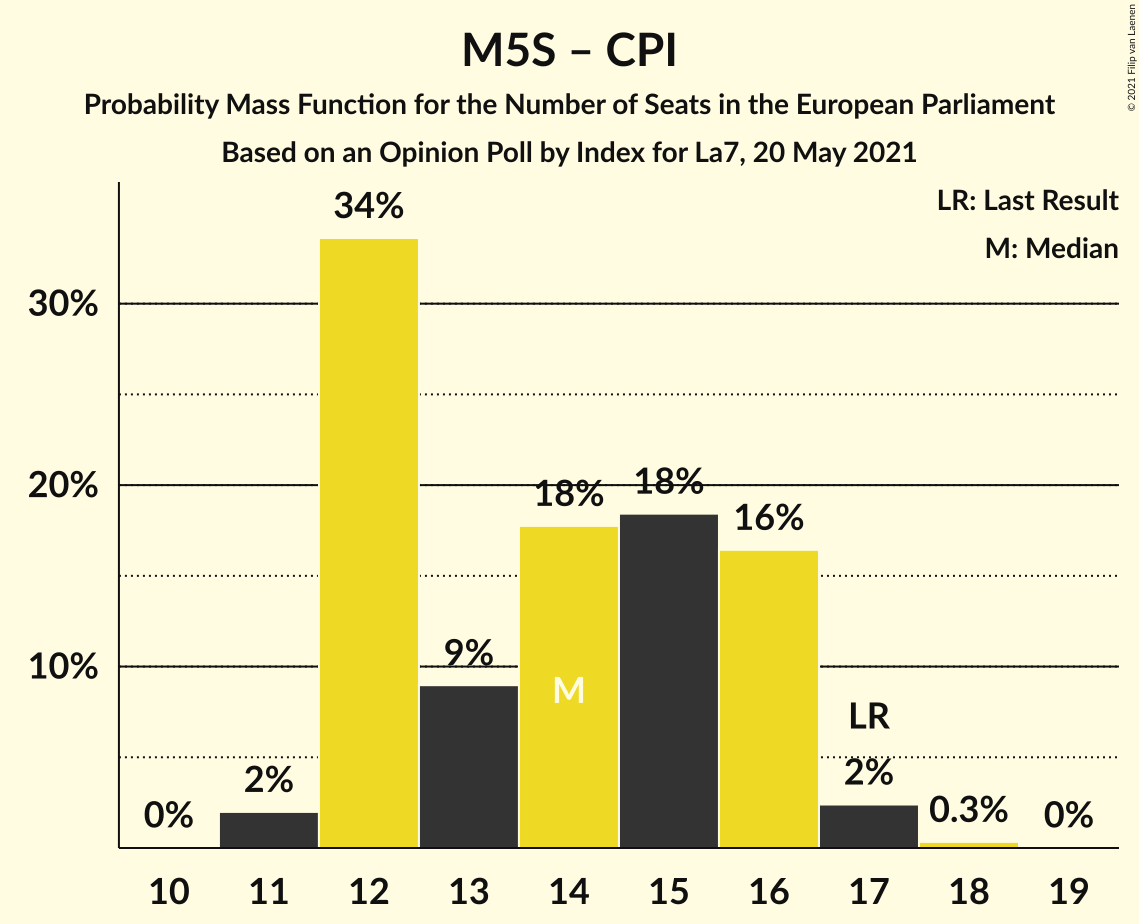 M5S – CPI
Probability Mass Function for the Number of Seats in the European Parliament
Based on an Opinion Poll by Index for La7, 20 May 2021
© 2021 Filip van Laenen
LR: Last Result
M: Median
34%
30%
20%
18%
18%
16%
10%
9%
M
LR
2%
2%
0%
0.3%
0%
10 11 12 13 14 15 16 17 18 19